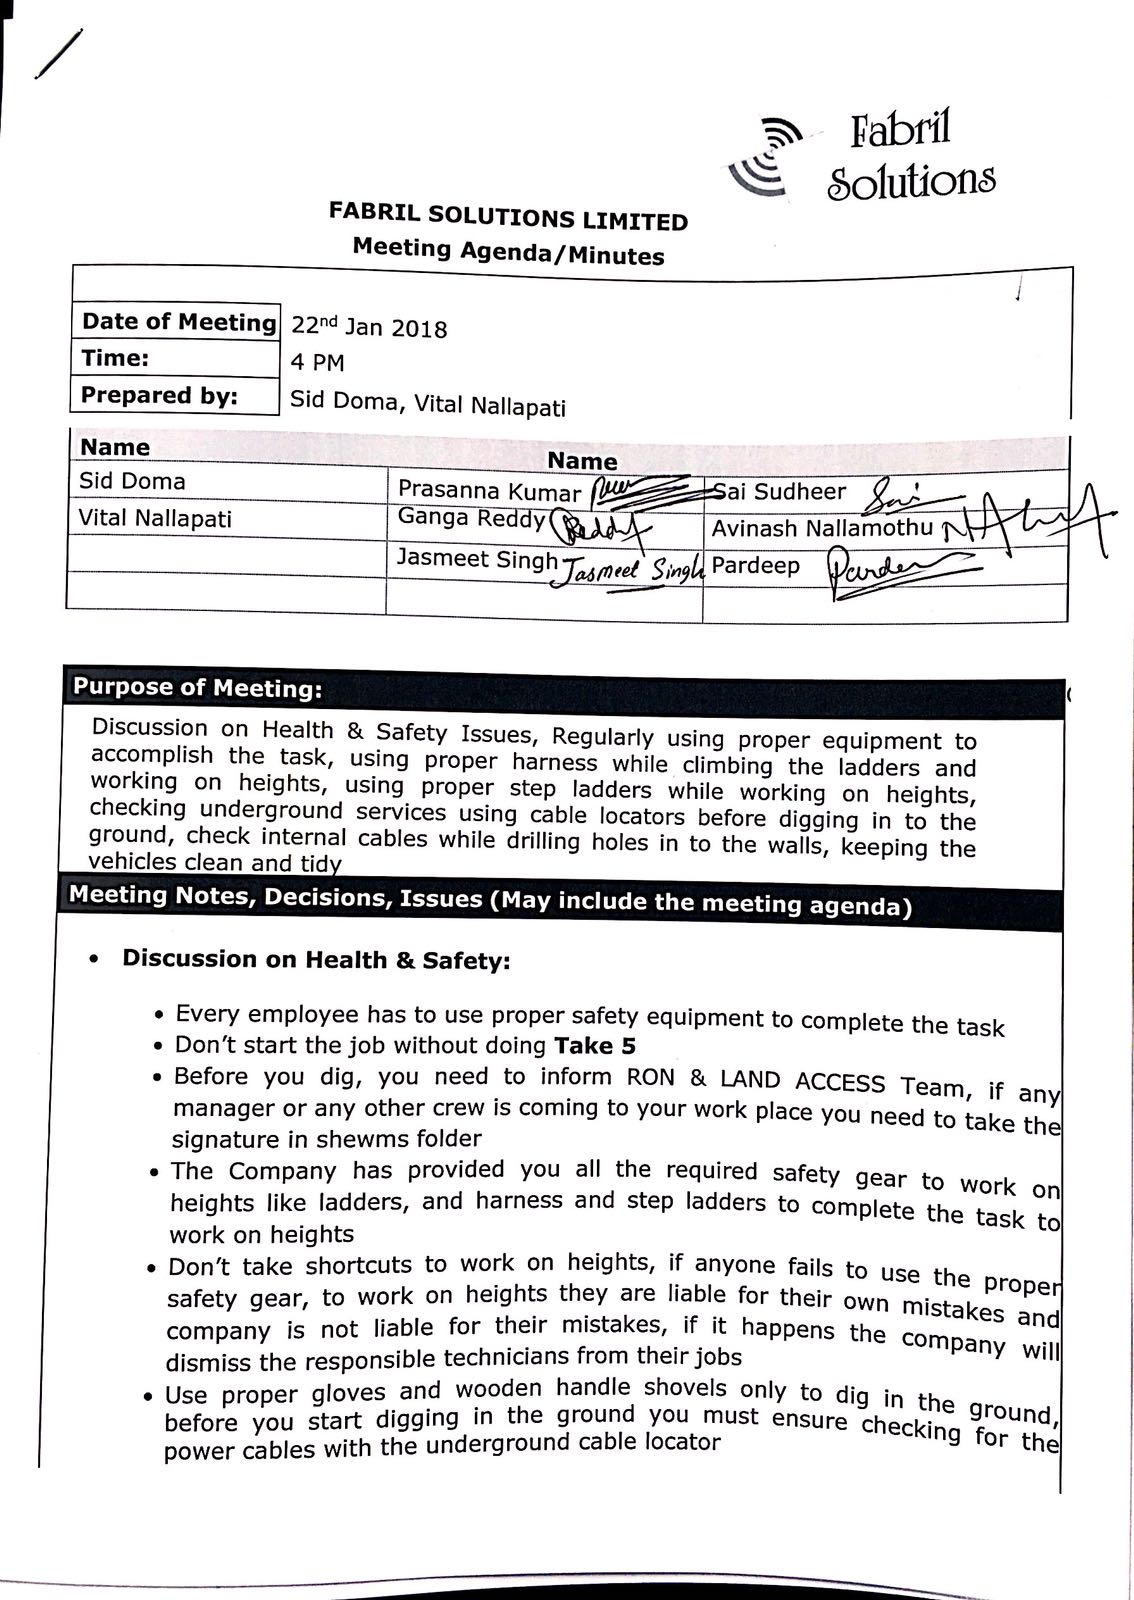 Fabril
Solutions
FABRIL SOLUTIONS LIMITED
Meeting Agenda/Minutes
Date of Meeting 22nd Jan 2018
Time: 4 PM
Prepared by: Sid Doma, Vital Nallapati
Name Name
Sid Doma Prasanna Kumar Sai Sudheer Sai
Vital Nallapati Ganga Reddy Reddy Avinash Nallamothu
Jasmeet Singh Jasmeet Singh Pardeep Pardeep
Purpose of Meeting:
Discussion on Health & Safety Issues, Regularly using proper equipment to
accomplish the task, using proper harness while climbing the ladders and
working on heights, using proper step ladders while working on heights,
checking underground services using cable locators before digging in to the
ground, check internal cables while drilling holes in to the walls, keeping the
vehicles clean and tidy
Meeting Notes, Decisions, Issues (May include the meeting agenda)
• Discussion on Health & Safety:
• Every employee has to use proper safety equipment to complete the task
• Don't start the job without doing Take 5
• Before you dig, you need to inform RON & LAND ACCESS Team, if any
manager or any other crew is coming to your work place you need to take the
signature in shewms folder
• The Company has provided you all the required safety gear to work on
heights like ladders, and harness and step ladders to complete the task to
work on heights
• Don't take shortcuts to work on heights, if anyone fails to use the proper
safety gear, to work on heights they are liable for their own mistakes and
company is not liable for their mistakes, if it happens the company will
dismiss the responsible technicians from their jobs
• Use proper gloves and wooden handle shovels only to dig in the ground,
before you start digging in the ground you must ensure checking for the
power cables with the underground cable locator